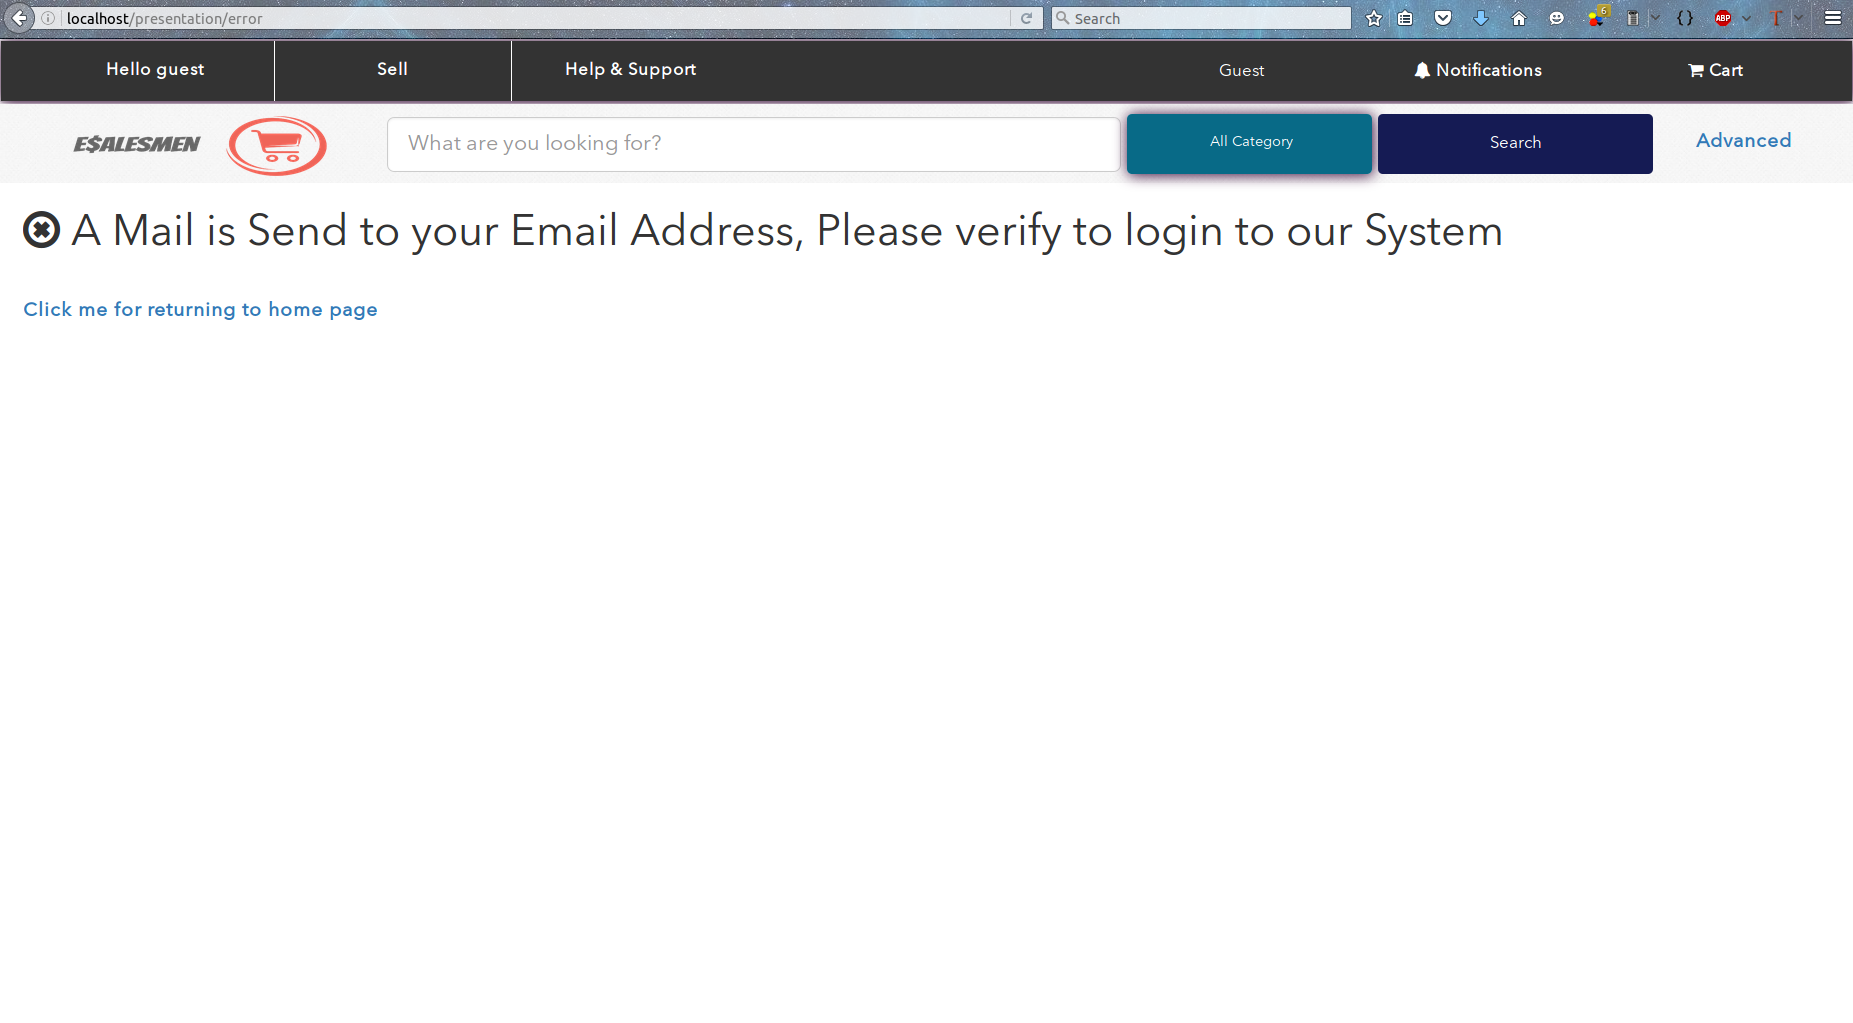 localhost/presentation/error
Search
6
ABP
Hello guest
Sell
Help & Support
Guest
Notifications
Cart
E$ALESMEN
What are you looking for?
All Category
Search
Advanced
A Mail is Send to your Email Address, Please verify to login to our System
Click me for returning to home page